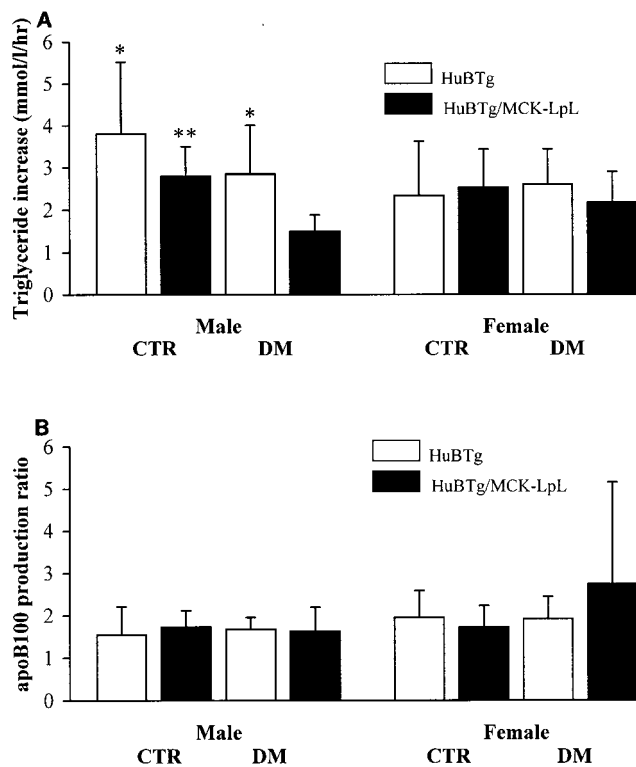 A
Triglyceride increase (mmol/l/hr)
6
5
4
3
2
1
0
*
**
*
HuBTg
HuBTg/MCK-LpL
Male
Female
CTR
DM
CTR
DM
B
apoB100 production ratio
6
5
4
3
2
1
0
HuBTg
HuBTg/MCK-LpL
Male
Female
CTR
DM
CTR
DM